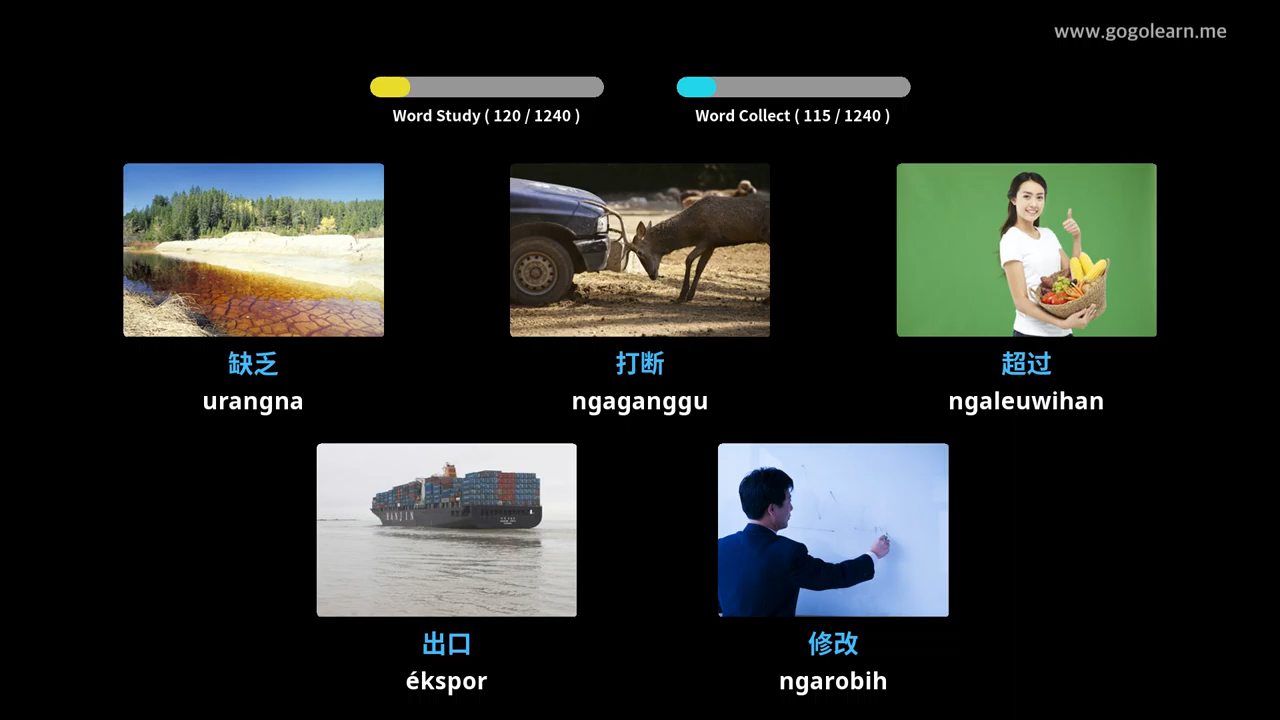 www.gogolearn.me
Word Study ( 120 / 1240 )
Word Collect ( 115 / 1240 )
缺乏
urangna
打断
ngaganggu
超过
ngaleuwihan
HANJIN
出口
ékspor
修改
ngarobih